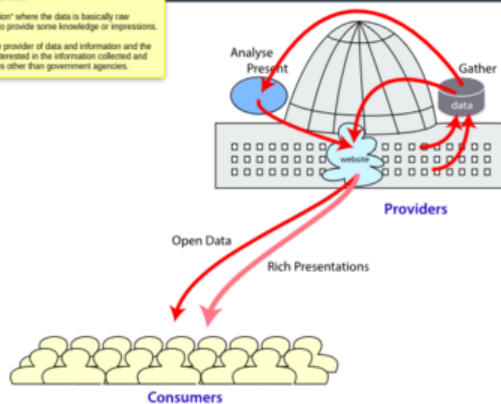 ion" where the data is basically raw
to provide some knowledge or impressions.
e provider of data and information and the
terested in the information collected and
s other than government agencies.
Analyse
Present
Gather
data
website
Providers
Open Data
Rich Presentations
Consumers